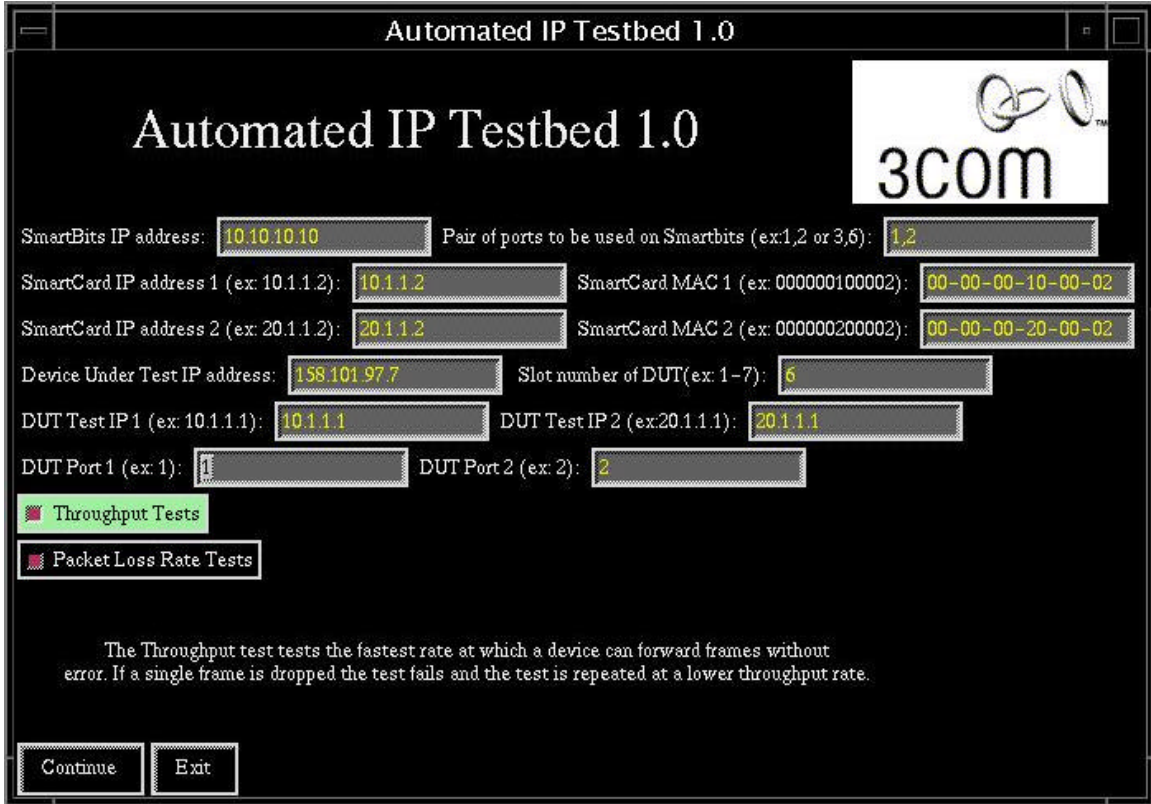 Automated IP Testbed 1.0
Automated IP Testbed 1.0
3COM TM
SmartBits IP address: 10.10.10.10 Pair of ports to be used on Smartbits (ex:1,2 or 3,6): 1,2
SmartCard IP address 1 (ex: 10.1.1.2): 10.1.1.2 SmartCard MAC 1 (ex: 000000100002): 00-00-00-10-00-02
SmartCard IP address 2 (ex: 20.1.1.2): 20.1.1.2 SmartCard MAC 2 (ex: 000000200002): 00-00-00-20-00-02
Device Under Test IP address: 158.101.97.7 Slot number of DUT(ex: 1-7): 6
DUT Test IP 1 (ex: 10.1.1.1): 10.1.1.1 DUT Test IP 2 (ex:20.1.1.1): 20.1.1.1
DUT Port 1 (ex: 1): 1 DUT Port 2 (ex: 2): 2
Throughput Tests
Packet Loss Rate Tests
The Throughput test tests the fastest rate at which a device can forward frames without
error. If a single frame is dropped the test fails and the test is repeated at a lower throughput rate.
Continue Exit